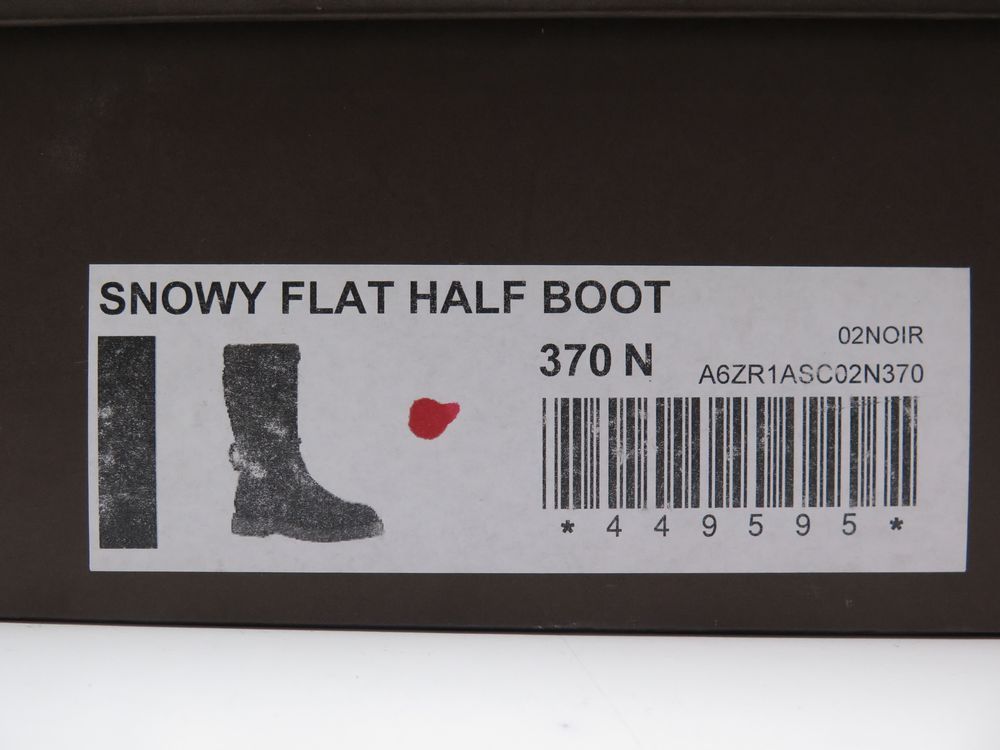 SNOWY FLAT HALF BOOT
02NOIR
370 N
A6ZR1ASC02N370
* 4 4 9 5 9 5 *